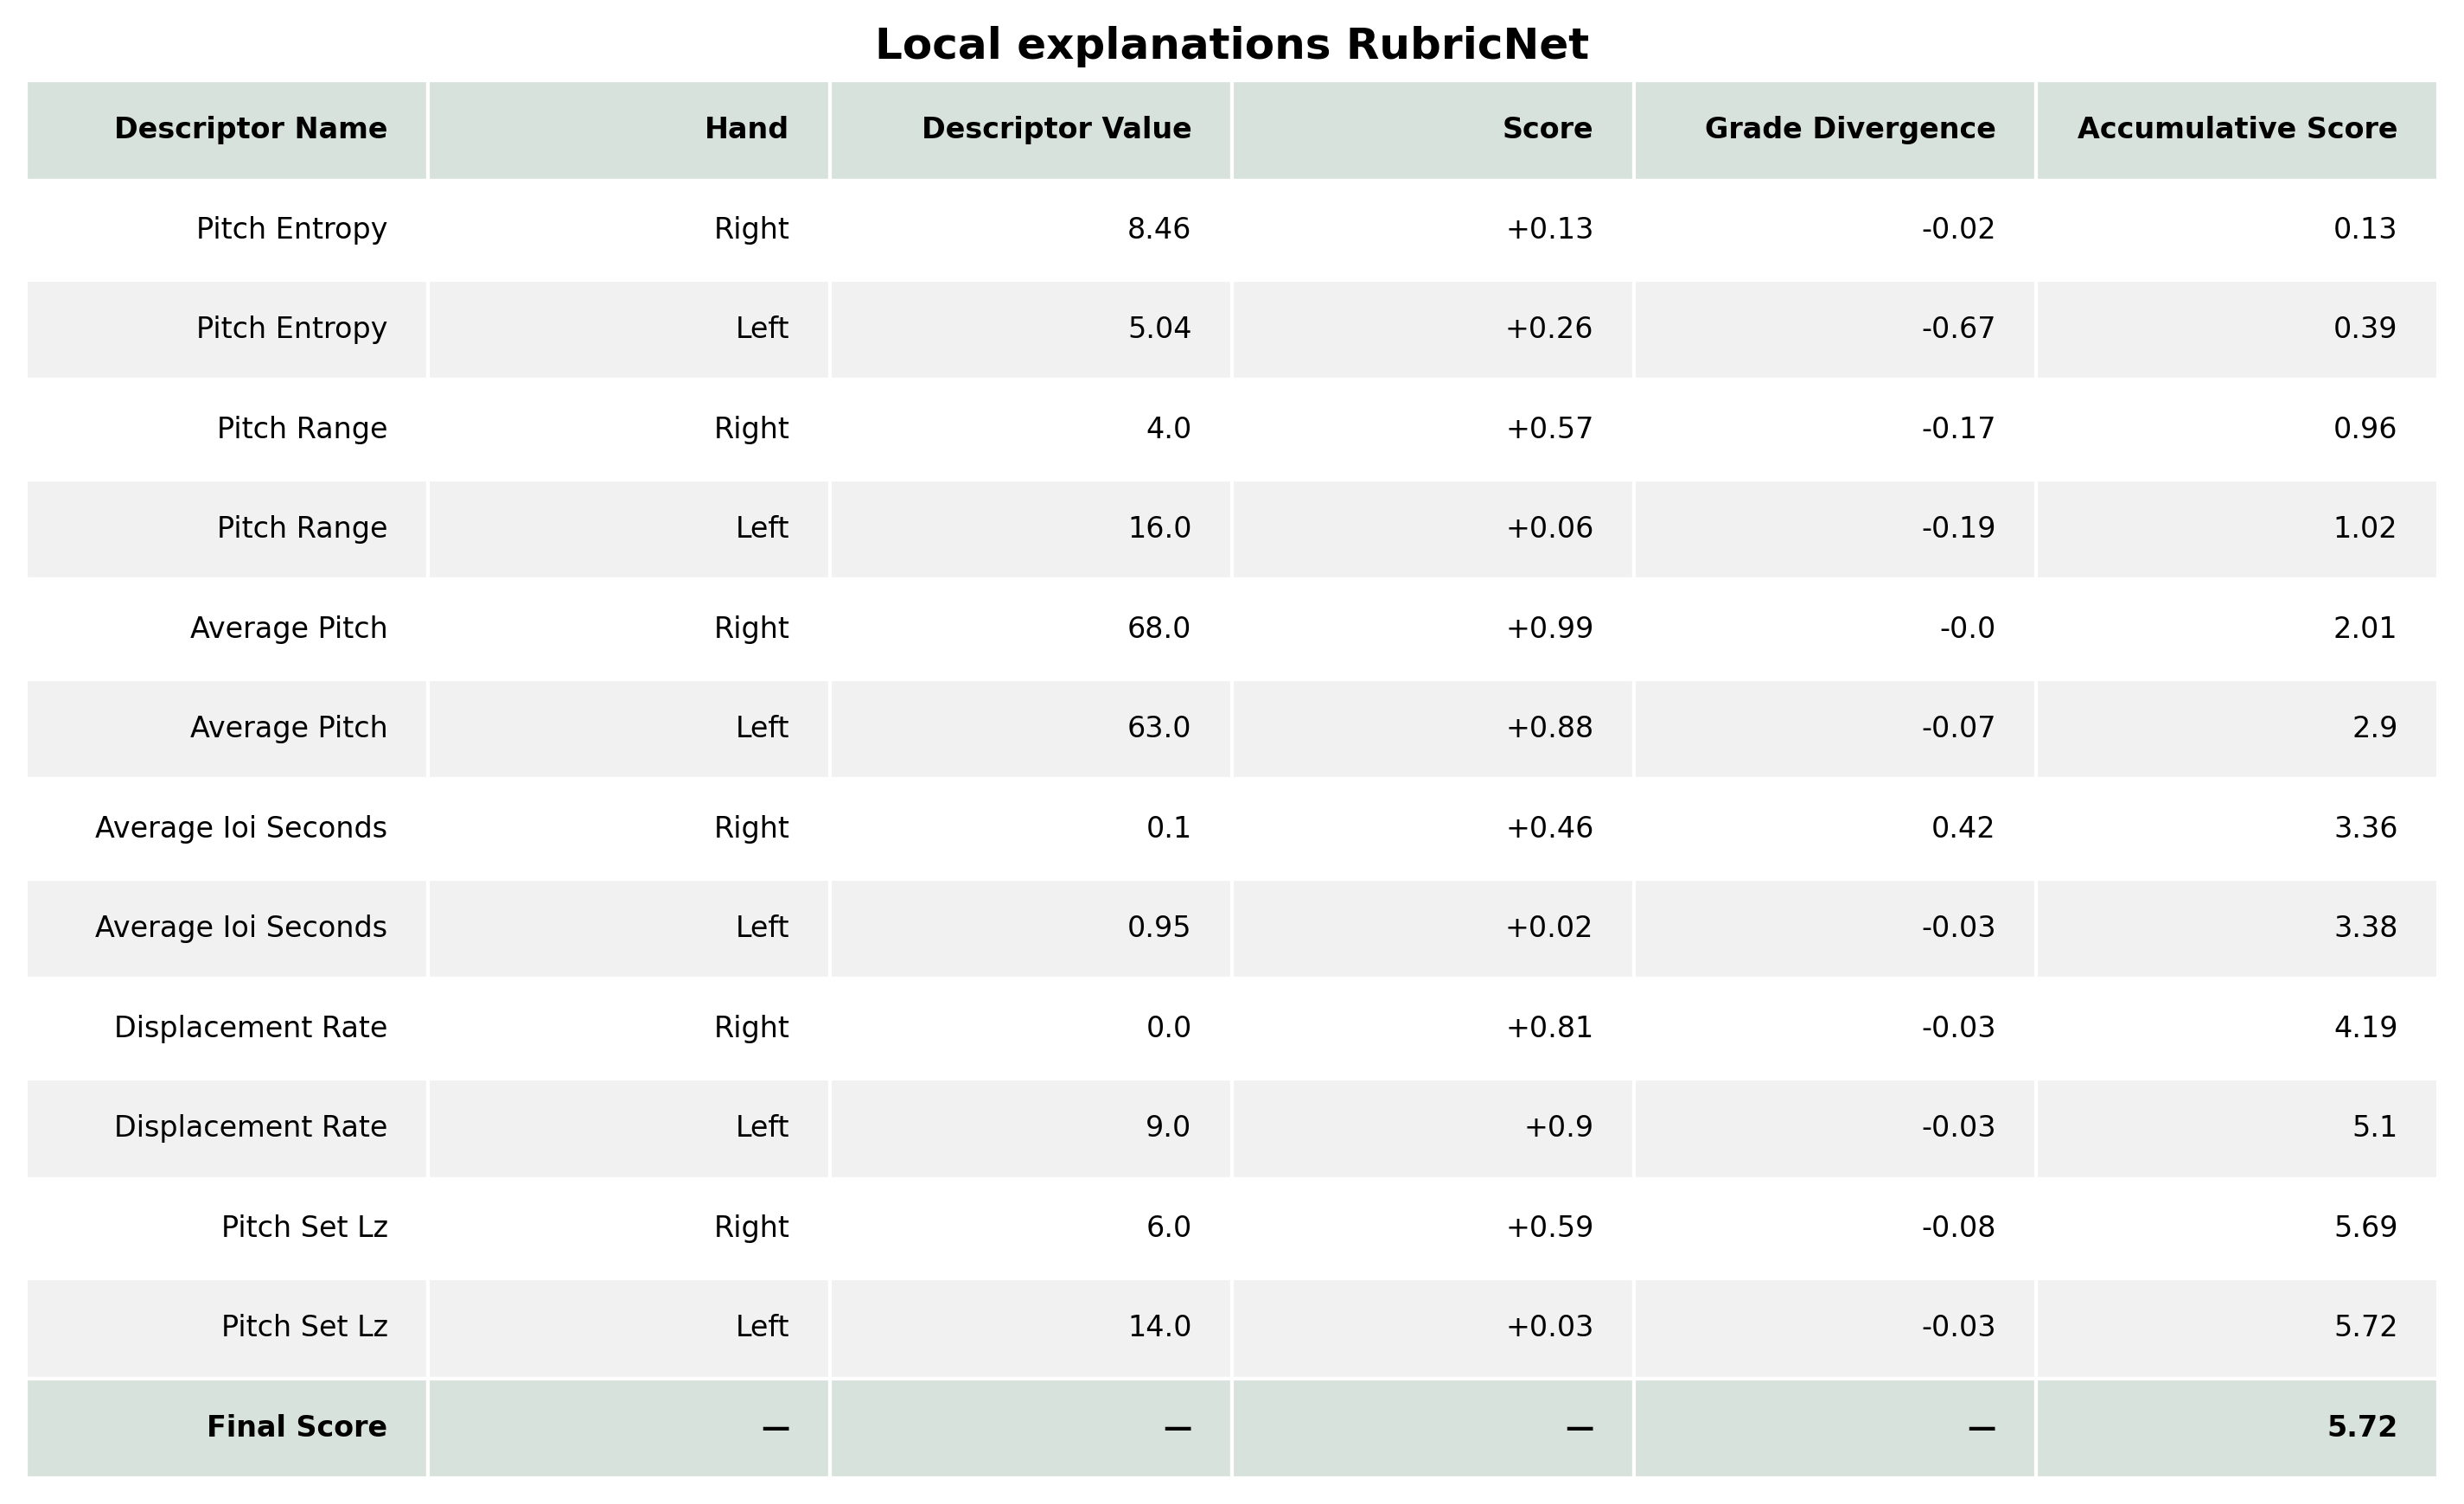 Local explanations RubricNet
Descriptor Name Hand Descriptor Value Score Grade Divergence Accumulative Score
Pitch Entropy Right 8.46 +0.13 -0.02 0.13
Pitch Entropy Left 5.04 +0.26 -0.67 0.39
Pitch Range Right 4.0 +0.57 -0.17 0.96
Pitch Range Left 16.0 +0.06 -0.19 1.02
Average Pitch Right 68.0 +0.99 -0.0 2.01
Average Pitch Left 63.0 +0.88 -0.07 2.9
Average Ioi Seconds Right 0.1 +0.46 0.42 3.36
Average Ioi Seconds Left 0.95 +0.02 -0.03 3.38
Displacement Rate Right 0.0 +0.81 -0.03 4.19
Displacement Rate Left 9.0 +0.9 -0.03 5.1
Pitch Set Lz Right 6.0 +0.59 -0.08 5.69
Pitch Set Lz Left 14.0 +0.03 -0.03 5.72
Final Score — — — — 5.72